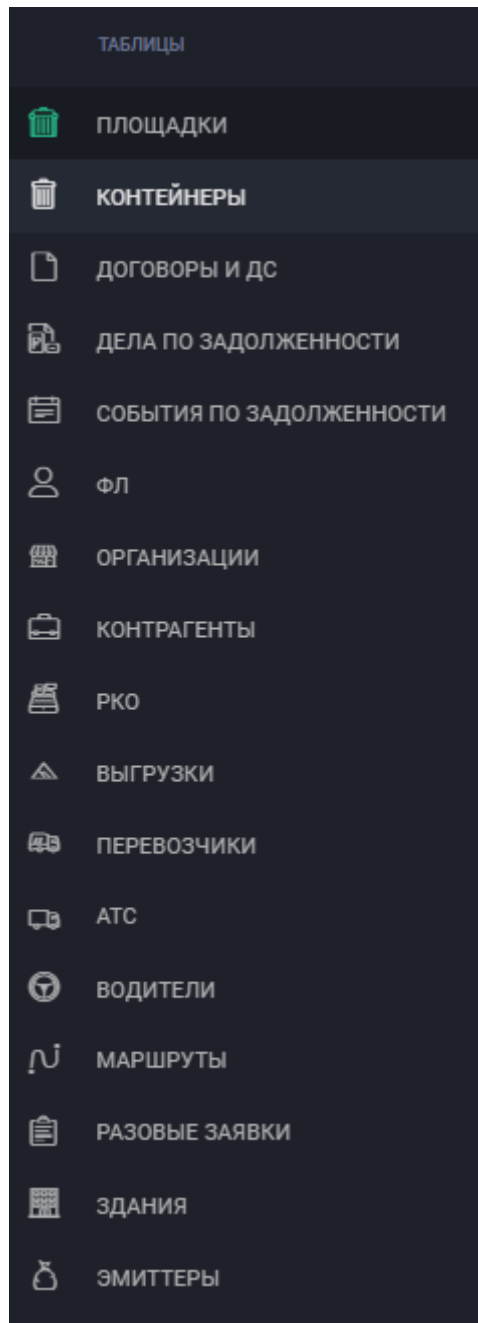 ТАБЛИЦЫ
ПЛОЩАДКИ
КОНТЕЙНЕРЫ
ДОГОВОРЫ И ДС
ДЕЛА ПО ЗАДОЛЖЕННОСТИ
СОБЫТИЯ ПО ЗАДОЛЖЕННОСТИ
ФЛ
ОРГАНИЗАЦИИ
КОНТРАГЕНТЫ
РКО
ВЫГРУЗКИ
ПЕРЕВОЗЧИКИ
АТС
ВОДИТЕЛИ
МАРШРУТЫ
РАЗОВЫЕ ЗАЯВКИ
ЗДАНИЯ
ЭМИТТЕРЫ